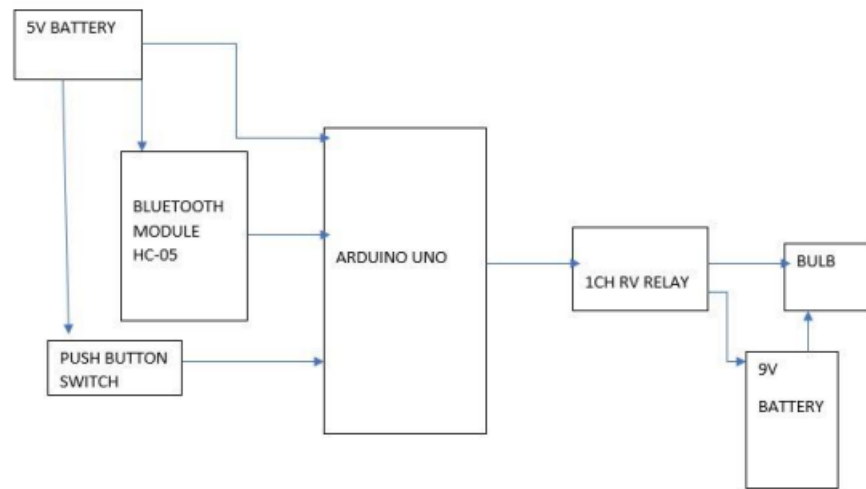 5V BATTERY
BLUETOOTH
MODULE
HC-05
PUSH BUTTON
SWITCH
ARDUINO UNO
1CH RV RELAY
BULB
9V
BATTERY